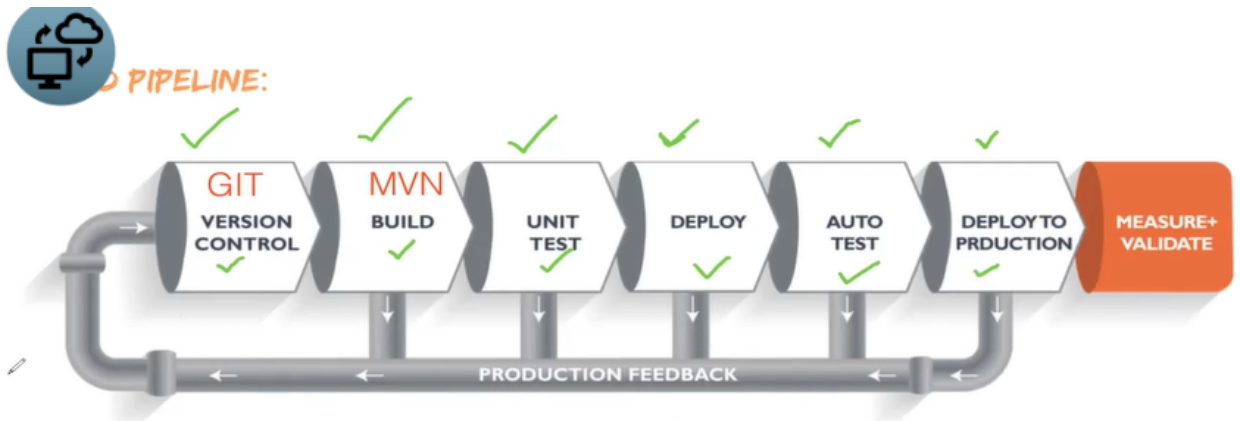 PIPELINE:
GIT
VERSION
CONTROL
MVN
BUILD
UNIT
TEST
DEPLOY
AUTO
TEST
DEPLOY TO
PRDUCTION
MEASURE+
VALIDATE
PRODUCTION FEEDBACK